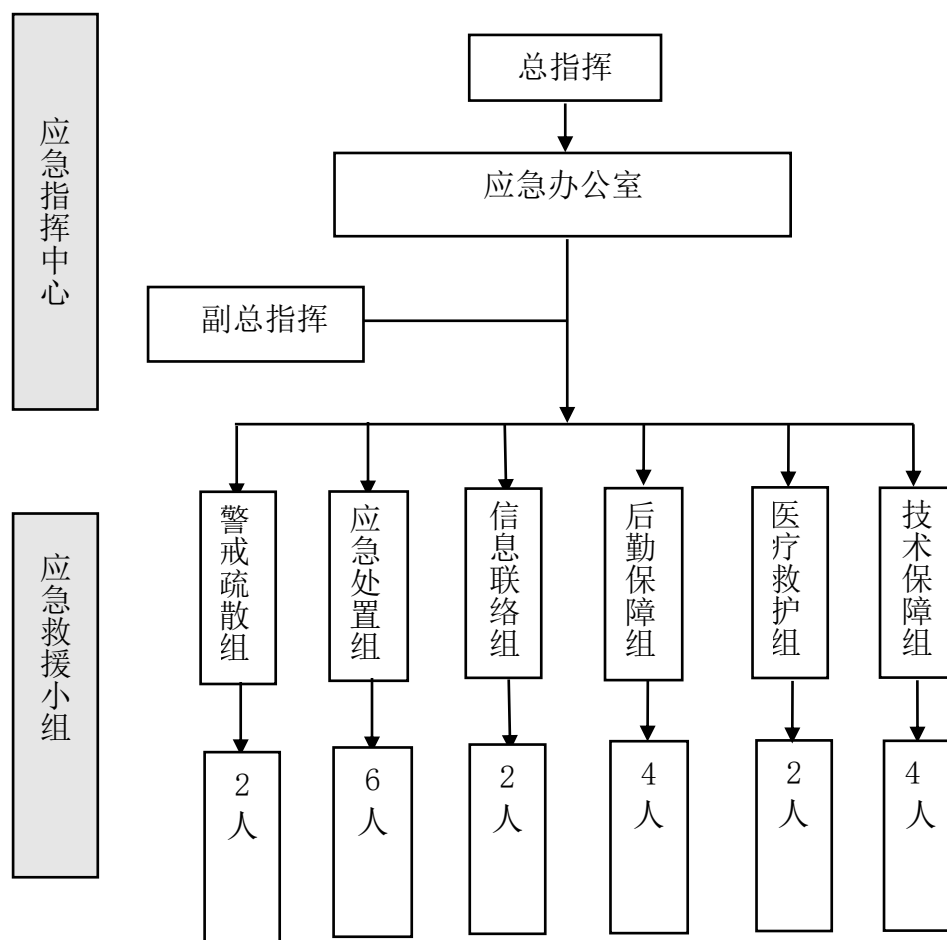 总指挥
应急办公室
应急指挥中心
副总指挥
警戒疏散组
应急处置组
信息联络组
后勤保障组
医疗救护组
技术保障组
应急救援小组
2人
6人
2人
4人
2人
4人